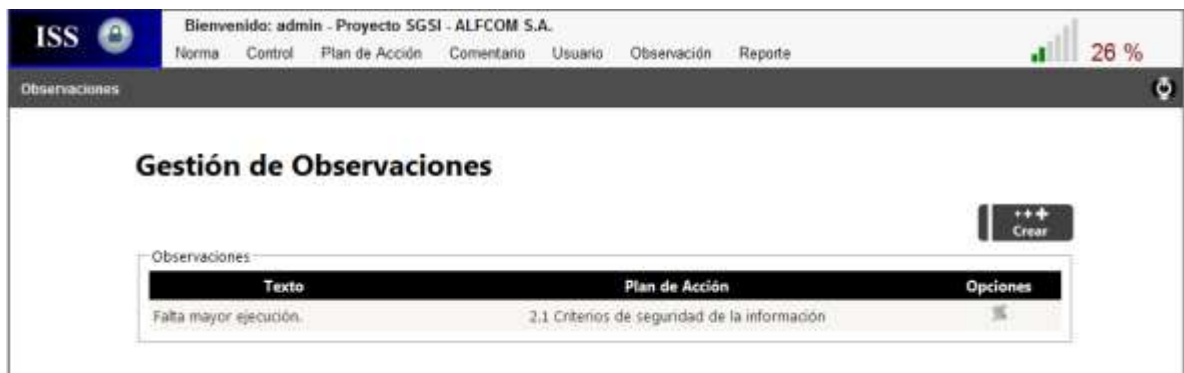 ISS
Bienvenido: admin - Proyecto SGSI - ALFCOM S.A.
Norma Control Plan de Acción Comentario Usuario Observación Reporte
26 %
Observaciones
Gestión de Observaciones
Crear
Observaciones
Texto Plan de Acción Opciones
Falta mayor ejecución. 2.1 Criterios de seguridad de la información